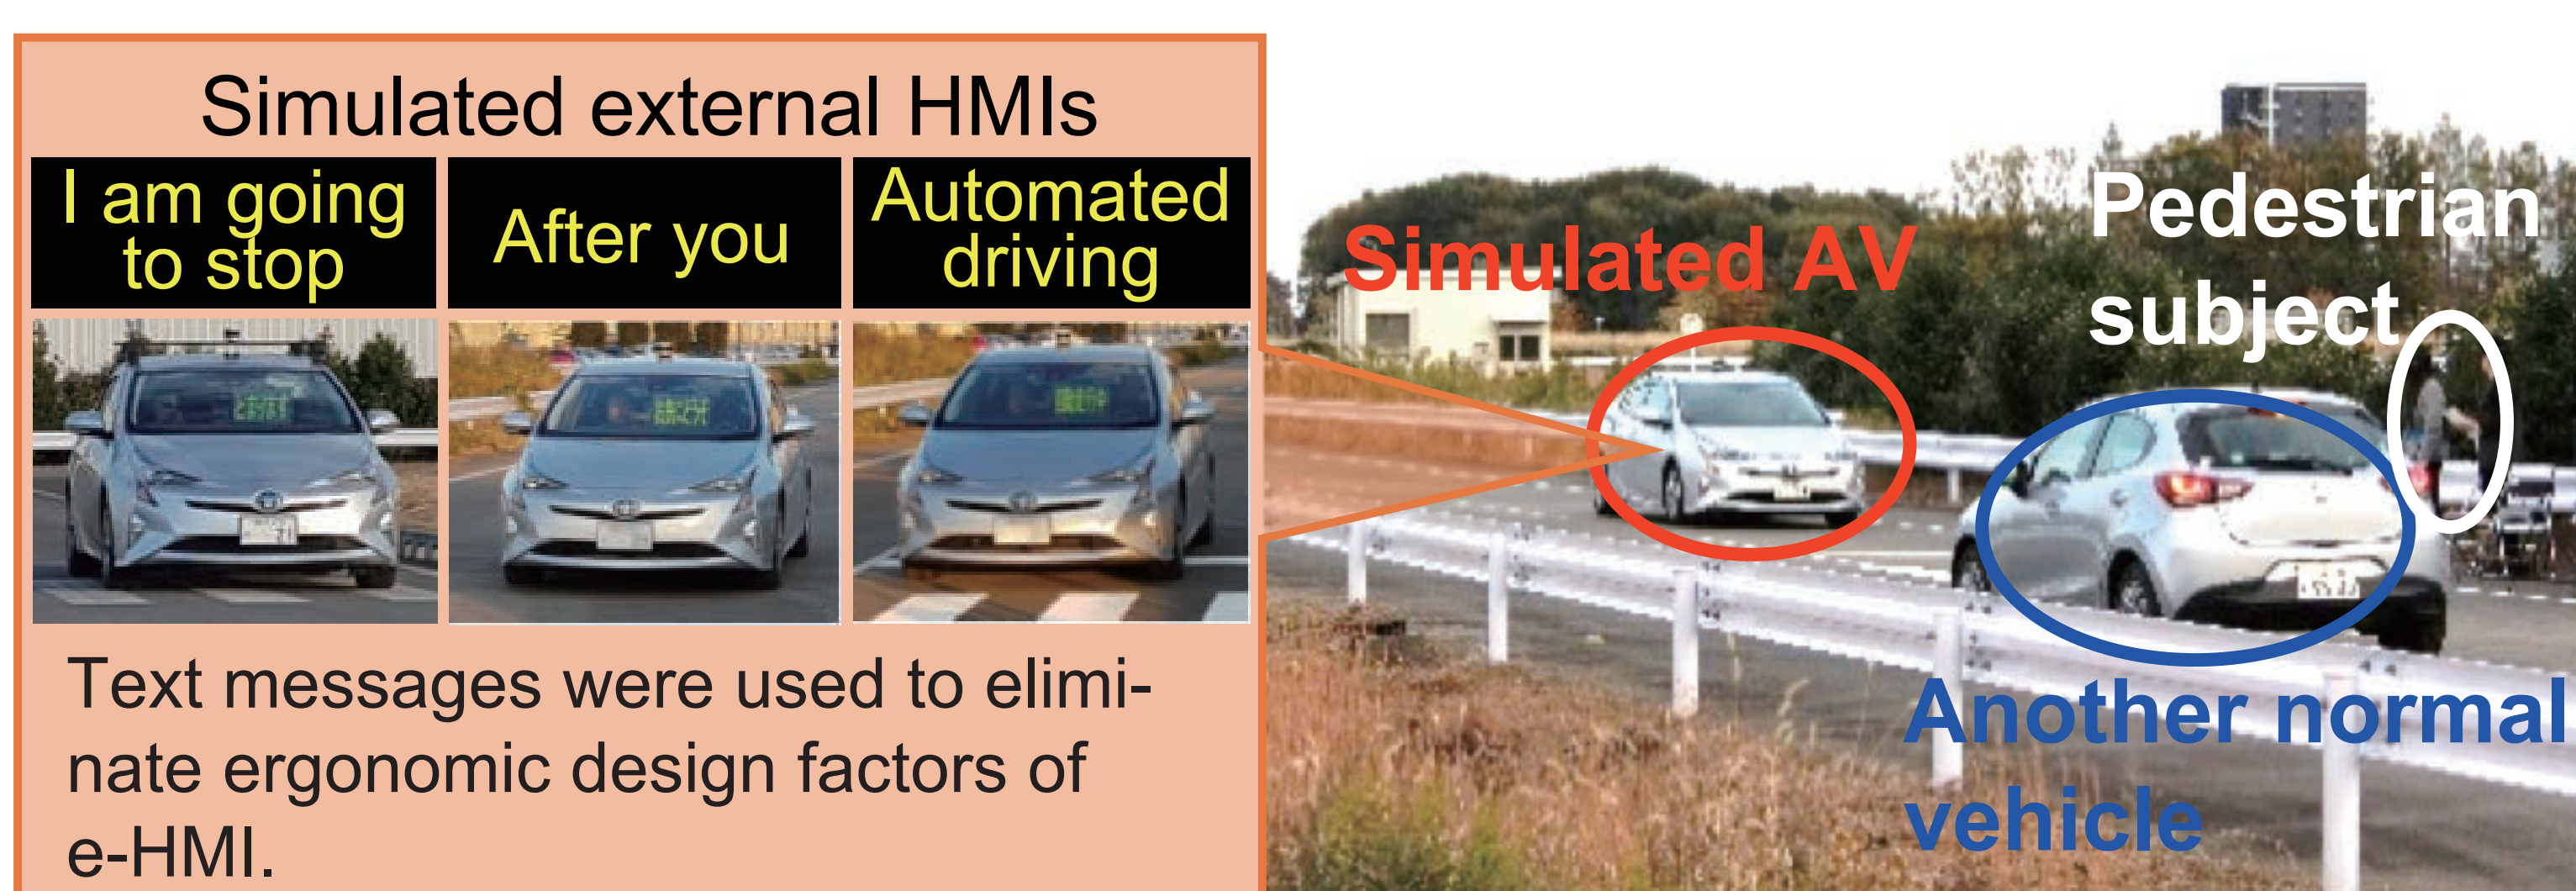 Simulated external HMIs
I am going
to stop
After you
Automated
driving
Text messages were used to elimi-
nate ergonomic design factors of
e-HMI.
Simulated AV
Pedestrian
subject
Another normal
vehicle